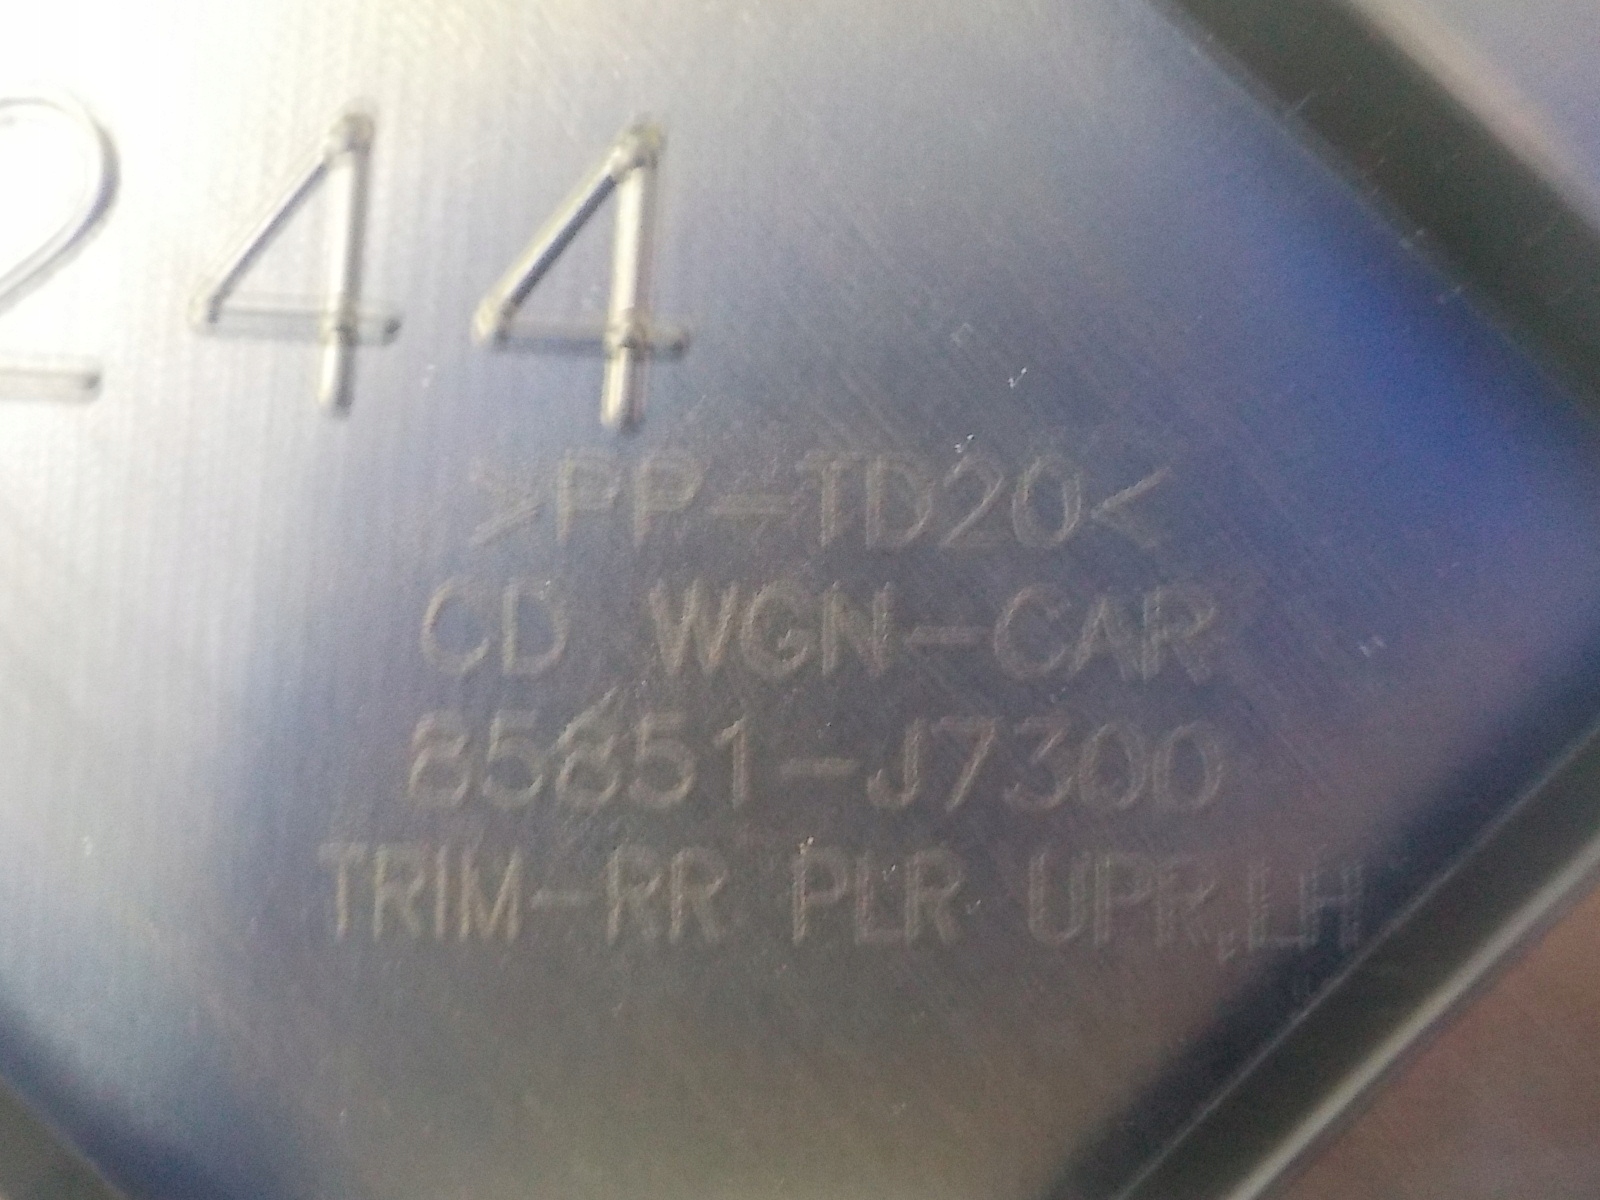 244
>PP-TD20<
CD WGN-CAR
85851-J7300
TRIM-RR PLR UPR,LH